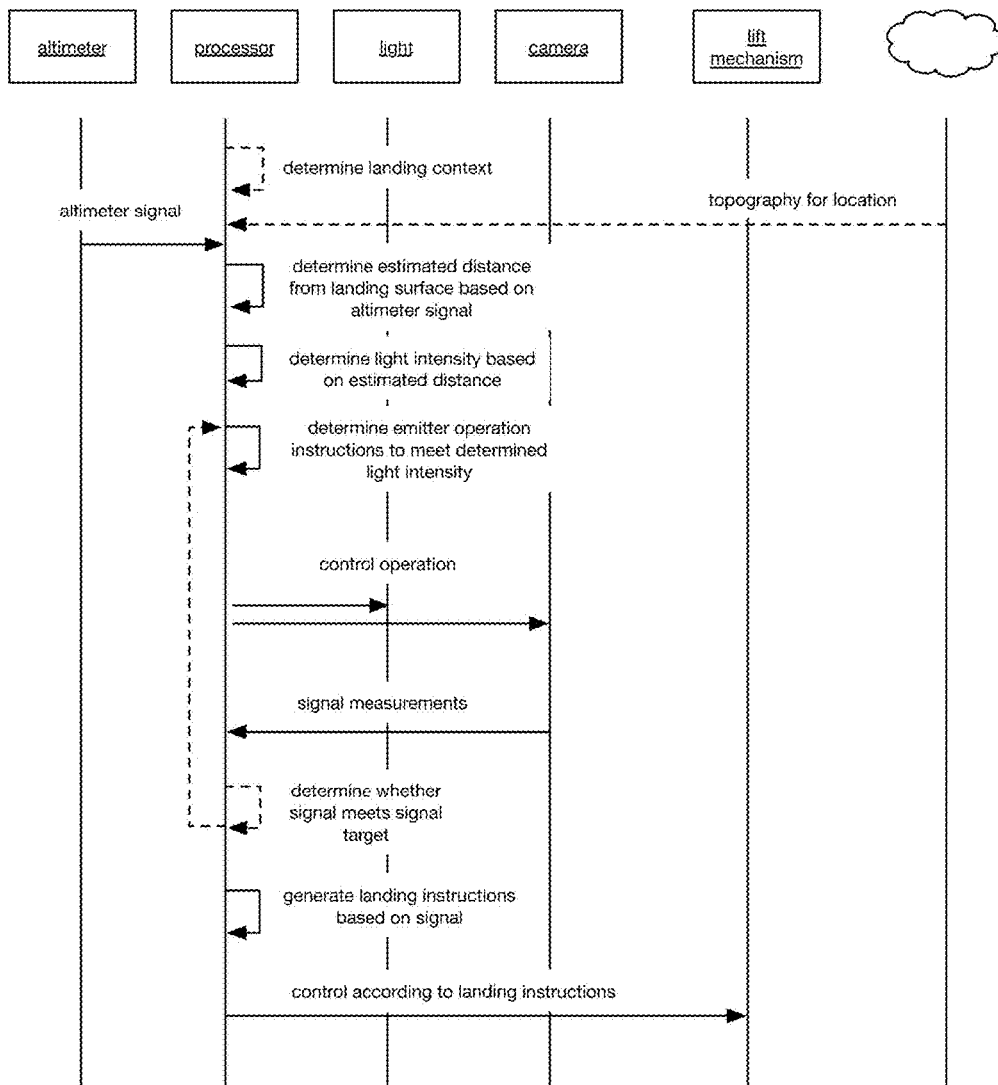 altimeter
processor
light
camera
lift
mechanism
determine landing context
topography for location
altimeter signal
determine estimated distance
from landing surface based on
altimeter signal
determine light intensity based
on estimated distance
determine emitter operation
instructions to meet determined
light intensity
control operation
signal measurements
determine whether
signal meets signal
target
generate landing instructions
based on signal
control according to landing instructions